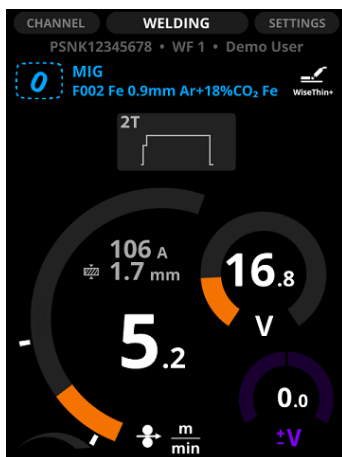 CHANNEL WELDING SETTINGS
PSNK12345678 • WF 1 • Demo User
0 MIG
F002 Fe 0.9mm Ar+18%CO₂ Fe WiseThin+
2T
106 A
1.7 mm
16.8
V
5.2
0.0
±V
m
min